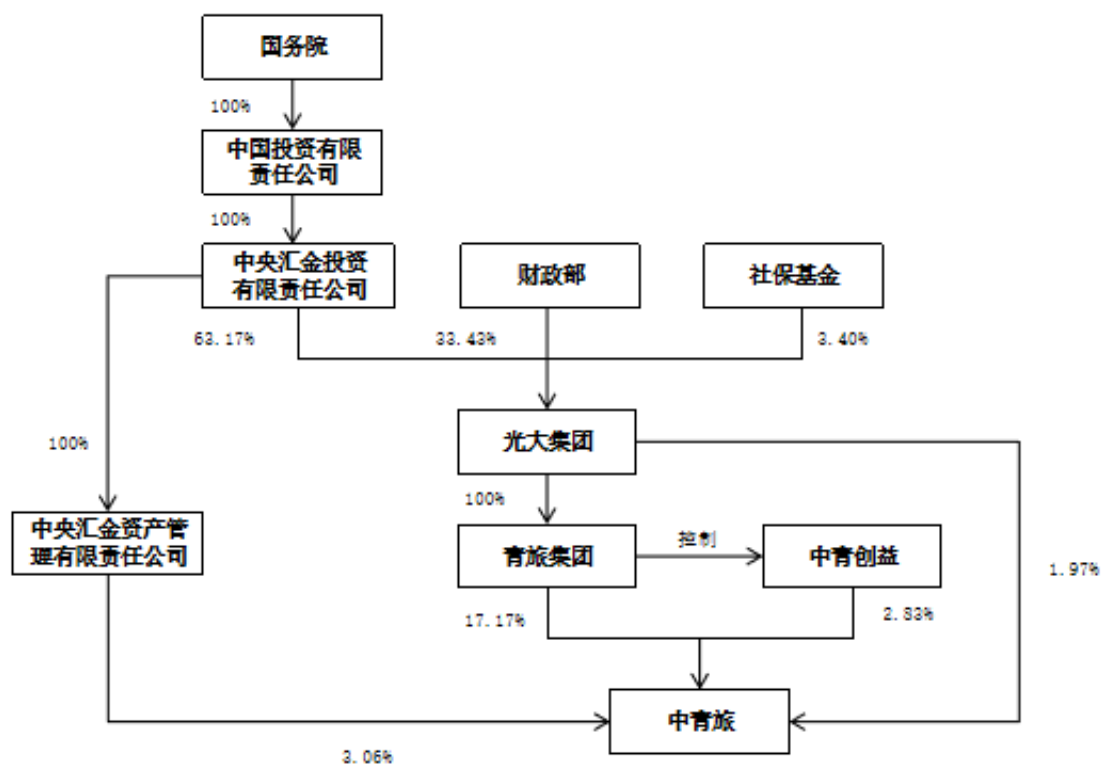 国务院
100%
中国投资有限
责任公司
100%
中央汇金投资
有限责任公司
财政部
社保基金
63.17%
33.43%
3.40%
光大集团
100%
100%
中央汇金资产管
理有限责任公司
青旅集团
控制
中青创益
1.97%
17.17%
2.83%
中青旅
3.06%